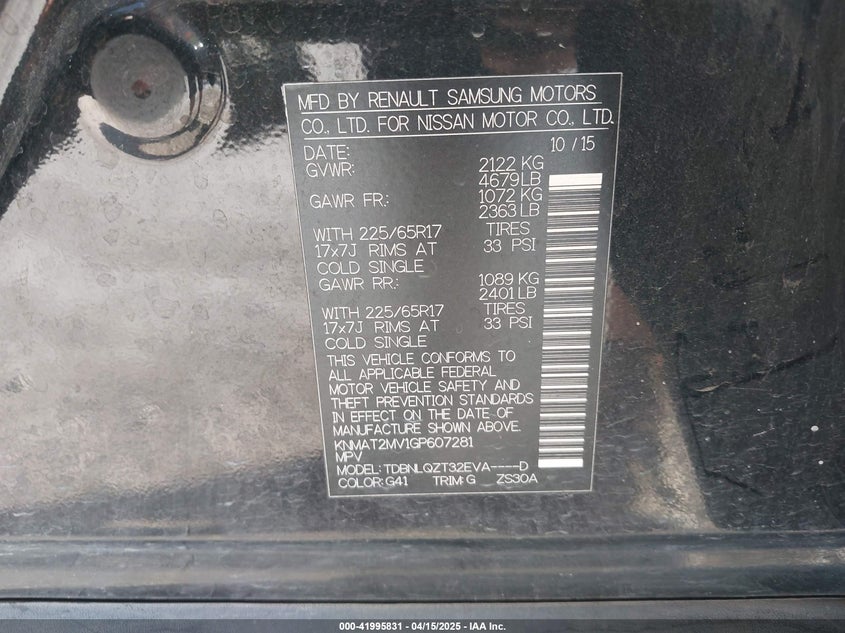 MFD BY RENAULT SAMSUNG MOTORS
CO., LTD. FOR NISSAN MOTOR CO., LTD.
DATE: 10 / 15
GVWR: 2122 KG
4679 LB
GAWR FR.: 1072 KG
2363 LB
WITH 225/65R17 TIRES
17x7J RIMS AT 33 PSI
COLD SINGLE
GAWR RR.: 1089 KG
2401 LB
WITH 225/65R17 TIRES
17x7J RIMS AT 33 PSI
COLD SINGLE
THIS VEHICLE CONFORMS TO
ALL APPLICABLE FEDERAL
MOTOR VEHICLE SAFETY AND
THEFT PREVENTION STANDARDS
IN EFFECT ON THE DATE OF
MANUFACTURE SHOWN ABOVE.
KNMAT2MV1GP607281
MPV
MODEL: TDBNLQZT32EVA----D
COLOR: G41 TRIM: G ZS30A
000-41995831 - 04/15/2025 - IAA Inc.